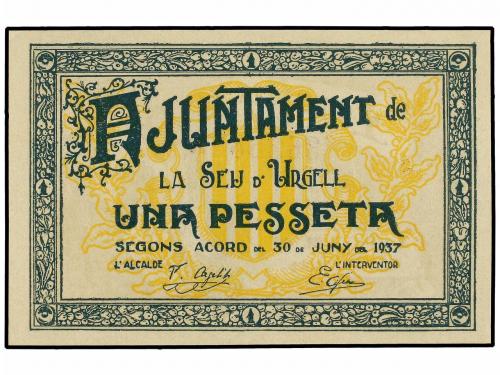 AJUNTAMENT de
LA SEU D'URGELL
UNA PESSETA
SEGONS ACORD DEL 30 DE JUNY DEL 1937
L'ALCALDE L'INTERVENTOR